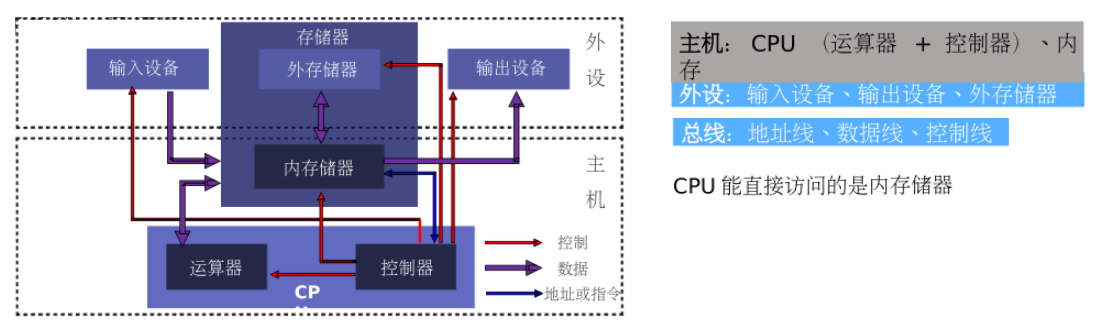 存储器
外
输入设备
外存储器
输出设备
设
内存储器
主
机
运算器
控制器
CP
控制
数据
地址或指令
主机： CPU （运算器 + 控制器）、内
存
外设：输入设备、输出设备、外存储器
总线：地址线、数据线、控制线
CPU 能直接访问的是内存储器